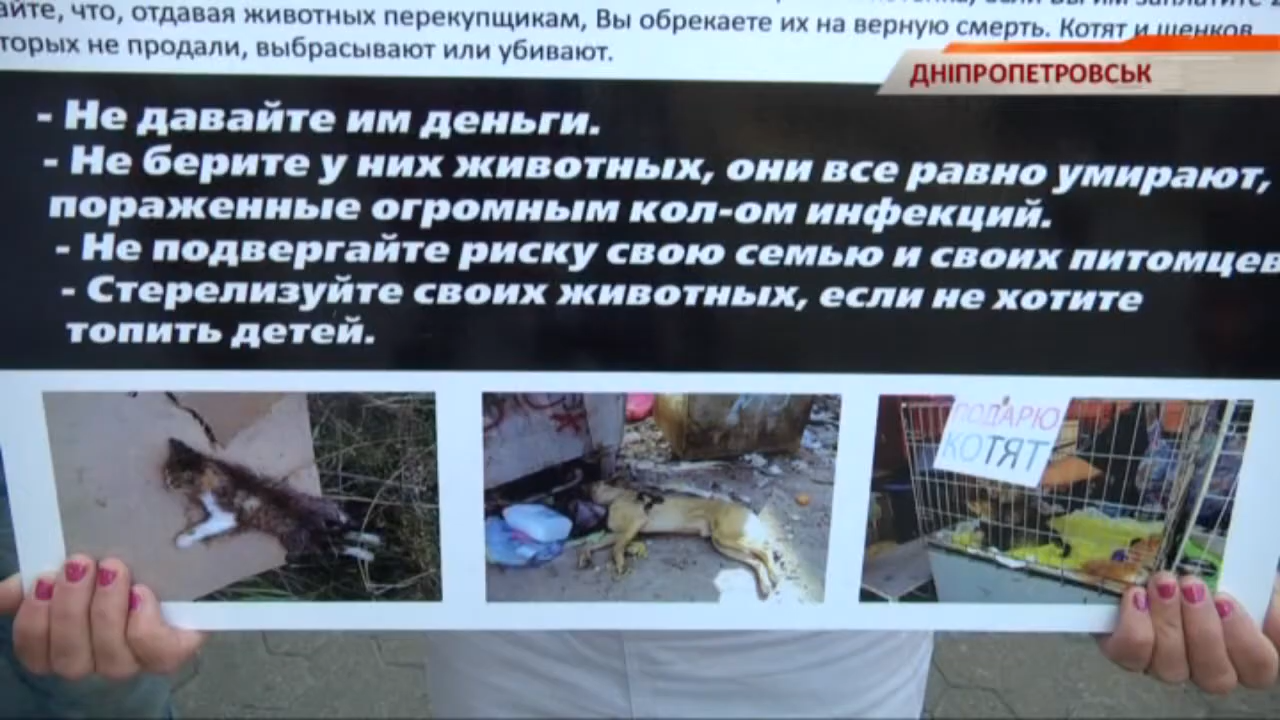 что, отдавая животных перекупщикам, Вы обрекаете их на верную смерть. Котят и щенков
не продали, выбрасывают или убивают.
ДНІПРОПЕТРОВСЬК
- Не давайте им деньги.
- Не берите у них животных, они все равно умирают,
пораженные огромным кол-ом инфекций.
- Не подвергайте риску свою семью и своих питомцев
- Стерелизуйте своих животных, если не хотите
топить детей.
ПОДАРЮ
КОТЯТ